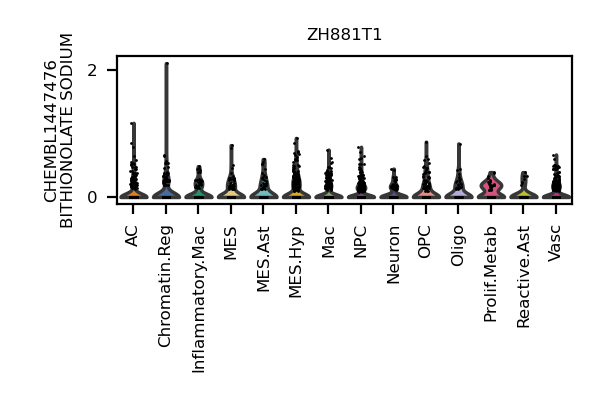 ZH881T1
CHEMBL1447476
BITHIONOLATE SODIUM
2
0
AC
Chromatin.Reg
Inflammatory.Mac
MES
MES.Ast
MES.Hyp
Mac
NPC
Neuron
OPC
Oligo
Prolif.Metab
Reactive.Ast
Vasc